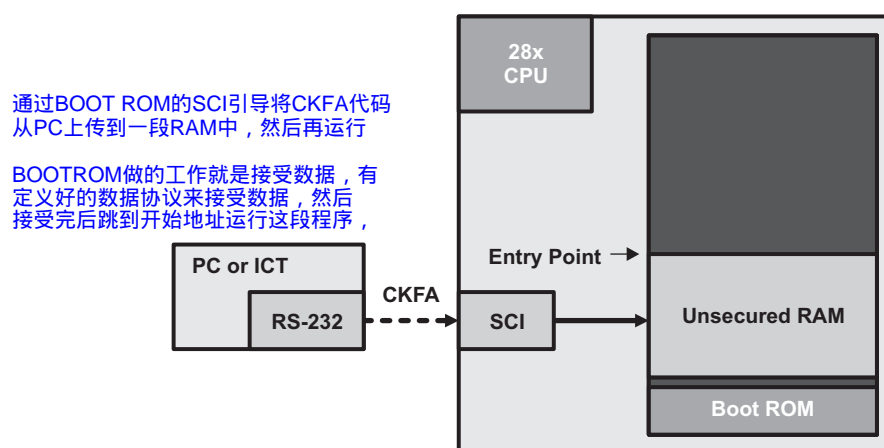 28x
CPU
通过BOOT ROM的SCI引导将CKFA代码
从PC上传到一段RAM中，然后再运行
BOOTROM做的工作就是接受数据，有
定义好的数据协议来接受数据，然后
接受完后跳到开始地址运行这段程序，
Entry Point
PC or ICT
CKFA
RS-232
SCI
Unsecured RAM
Boot ROM